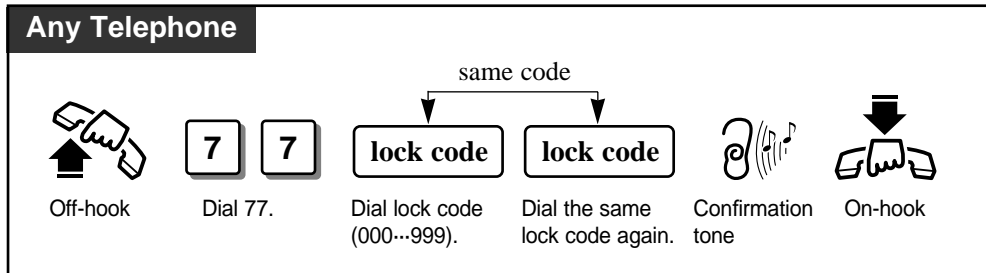 Any Telephone
same code
7 7 lock code lock code
Off-hook Dial 77. Dial lock code Dial the same Confirmation On-hook
(000···999). lock code again. tone